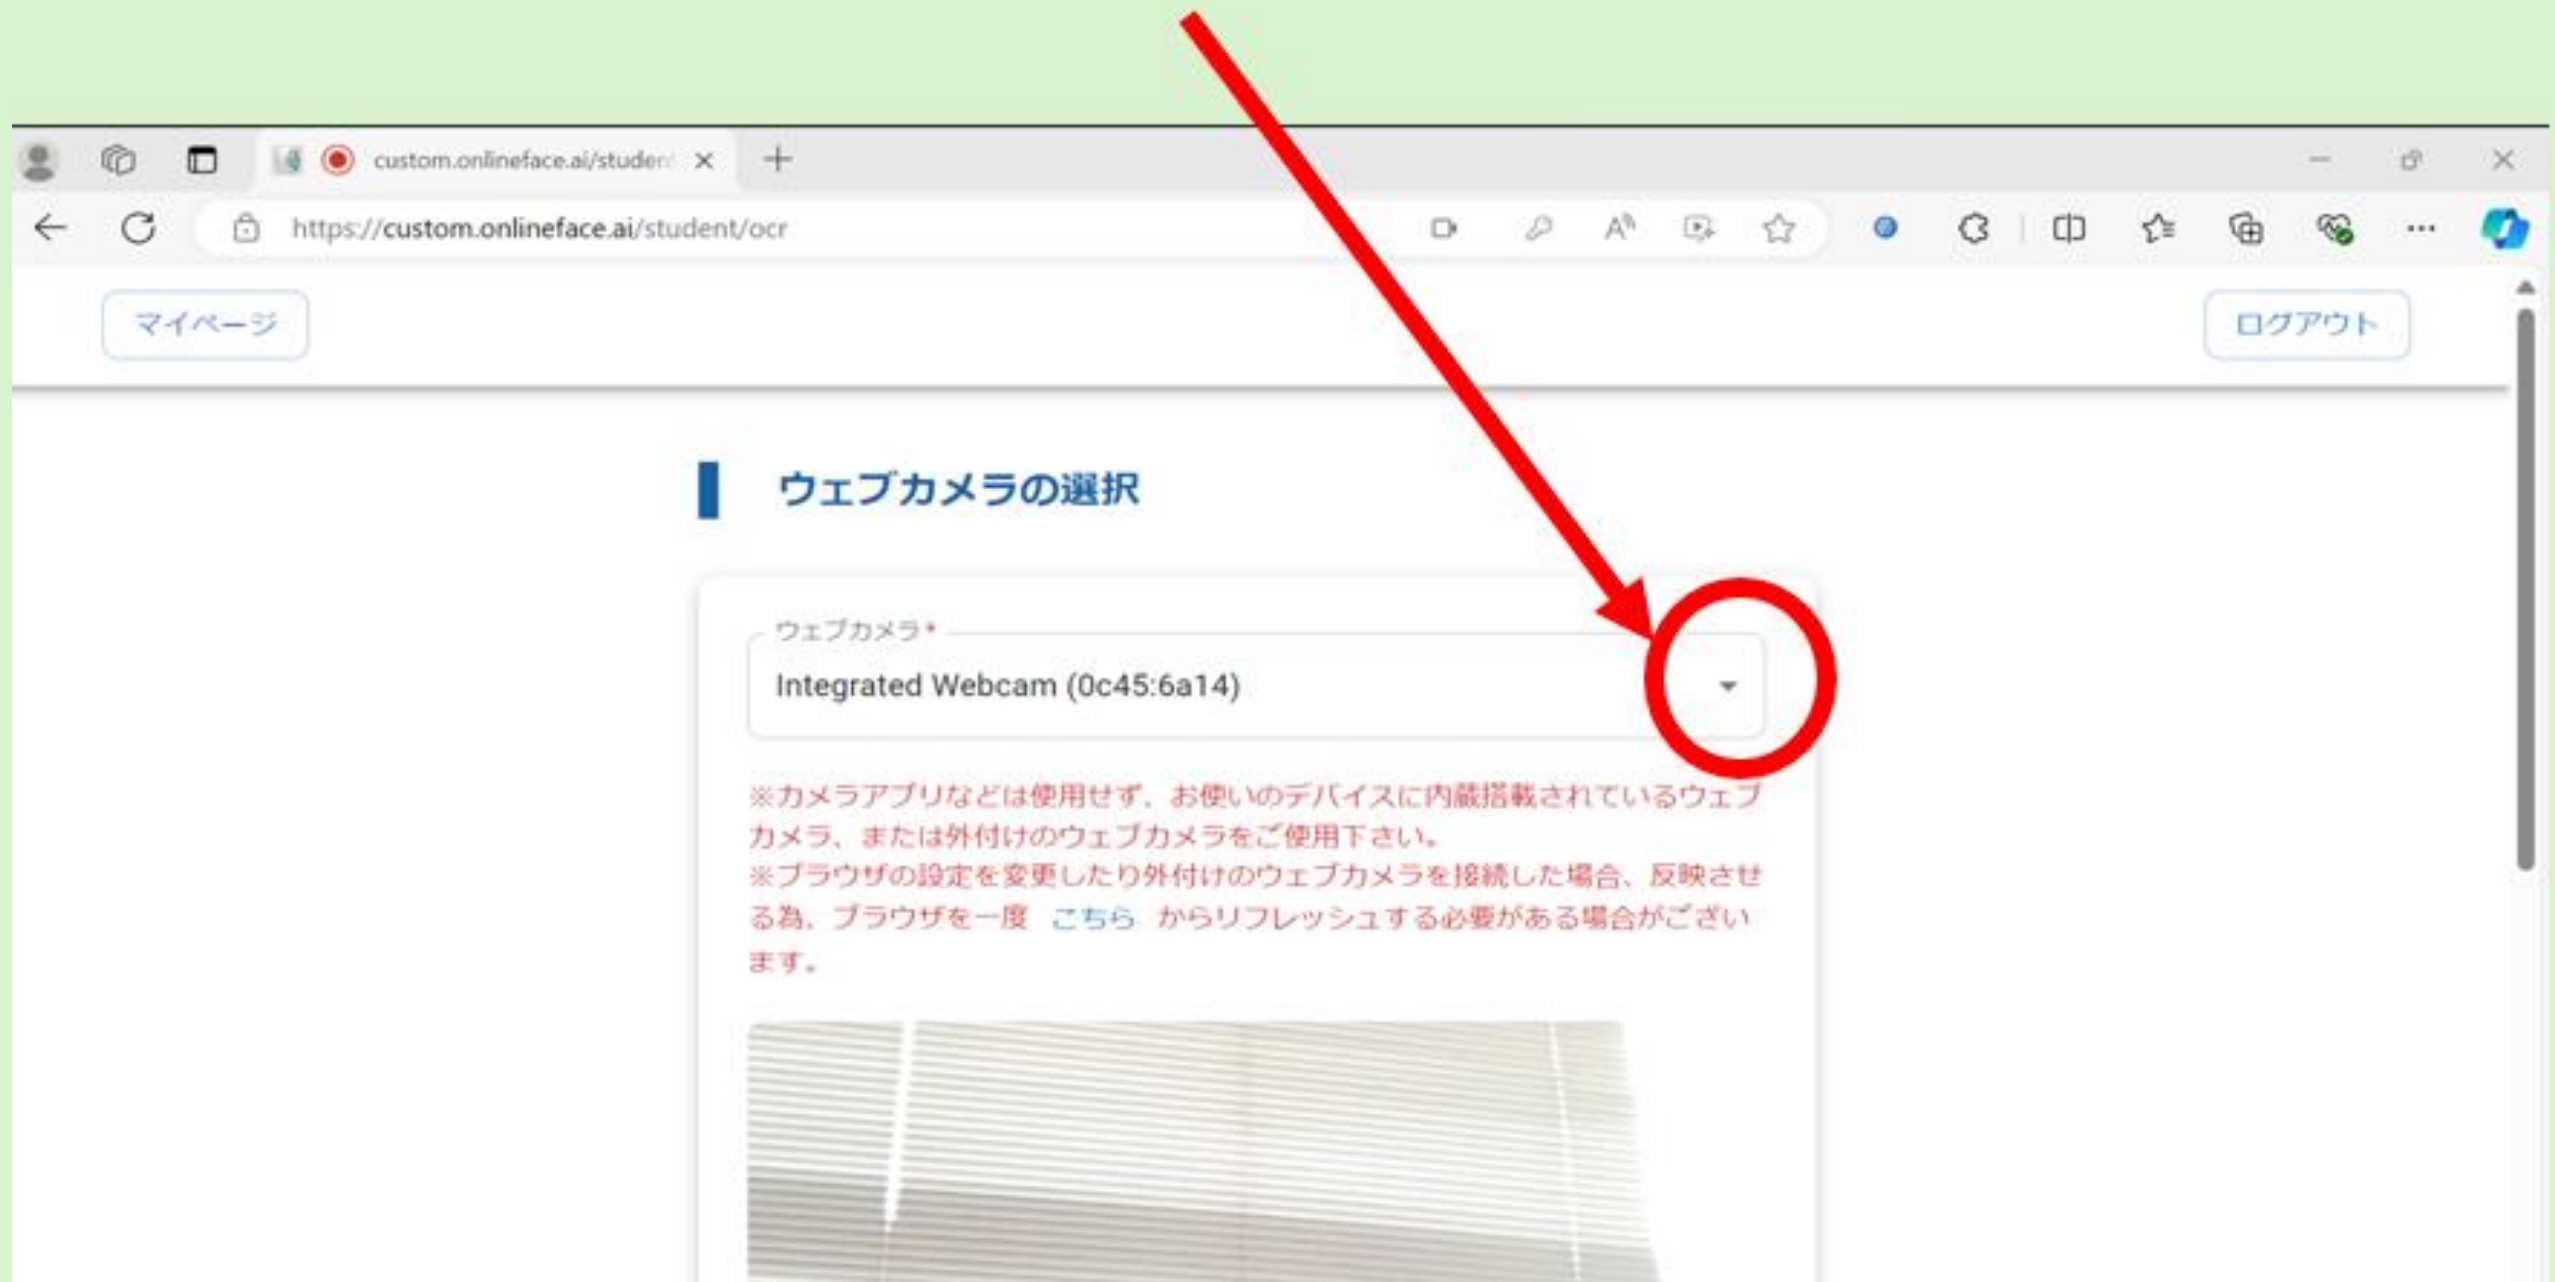 custom.onlineface.ai/studen
https://custom.onlineface.ai/student/ocr
マイページ
ログアウト
ウェブカメラの選択
ウェブカメラ*
Integrated Webcam (0c45:6a14)
※カメラアプリなどは使用せず、お使いのデバイスに内蔵搭載されているウェブ
カメラ、または外付けのウェブカメラをご使用下さい。
※ブラウザの設定を変更したり外付けのウェブカメラを接続した場合、反映させ
る為、ブラウザを一度 こちら からリフレッシュする必要がある場合がござい
ます。